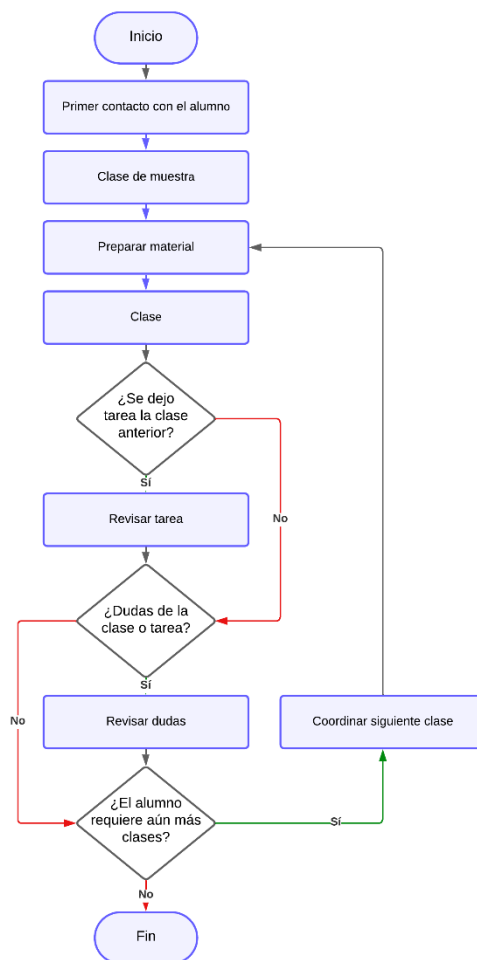 Inicio
Primer contacto con el alumno
Clase de muestra
Preparar material
Clase
¿Se dejo
tarea la clase
anterior?
Sí
No
Revisar tarea
¿Dudas de la
clase o tarea?
Sí
No
Revisar dudas
Coordinar siguiente clase
¿El alumno
requiere aún más
clases?
Sí
No
Fin